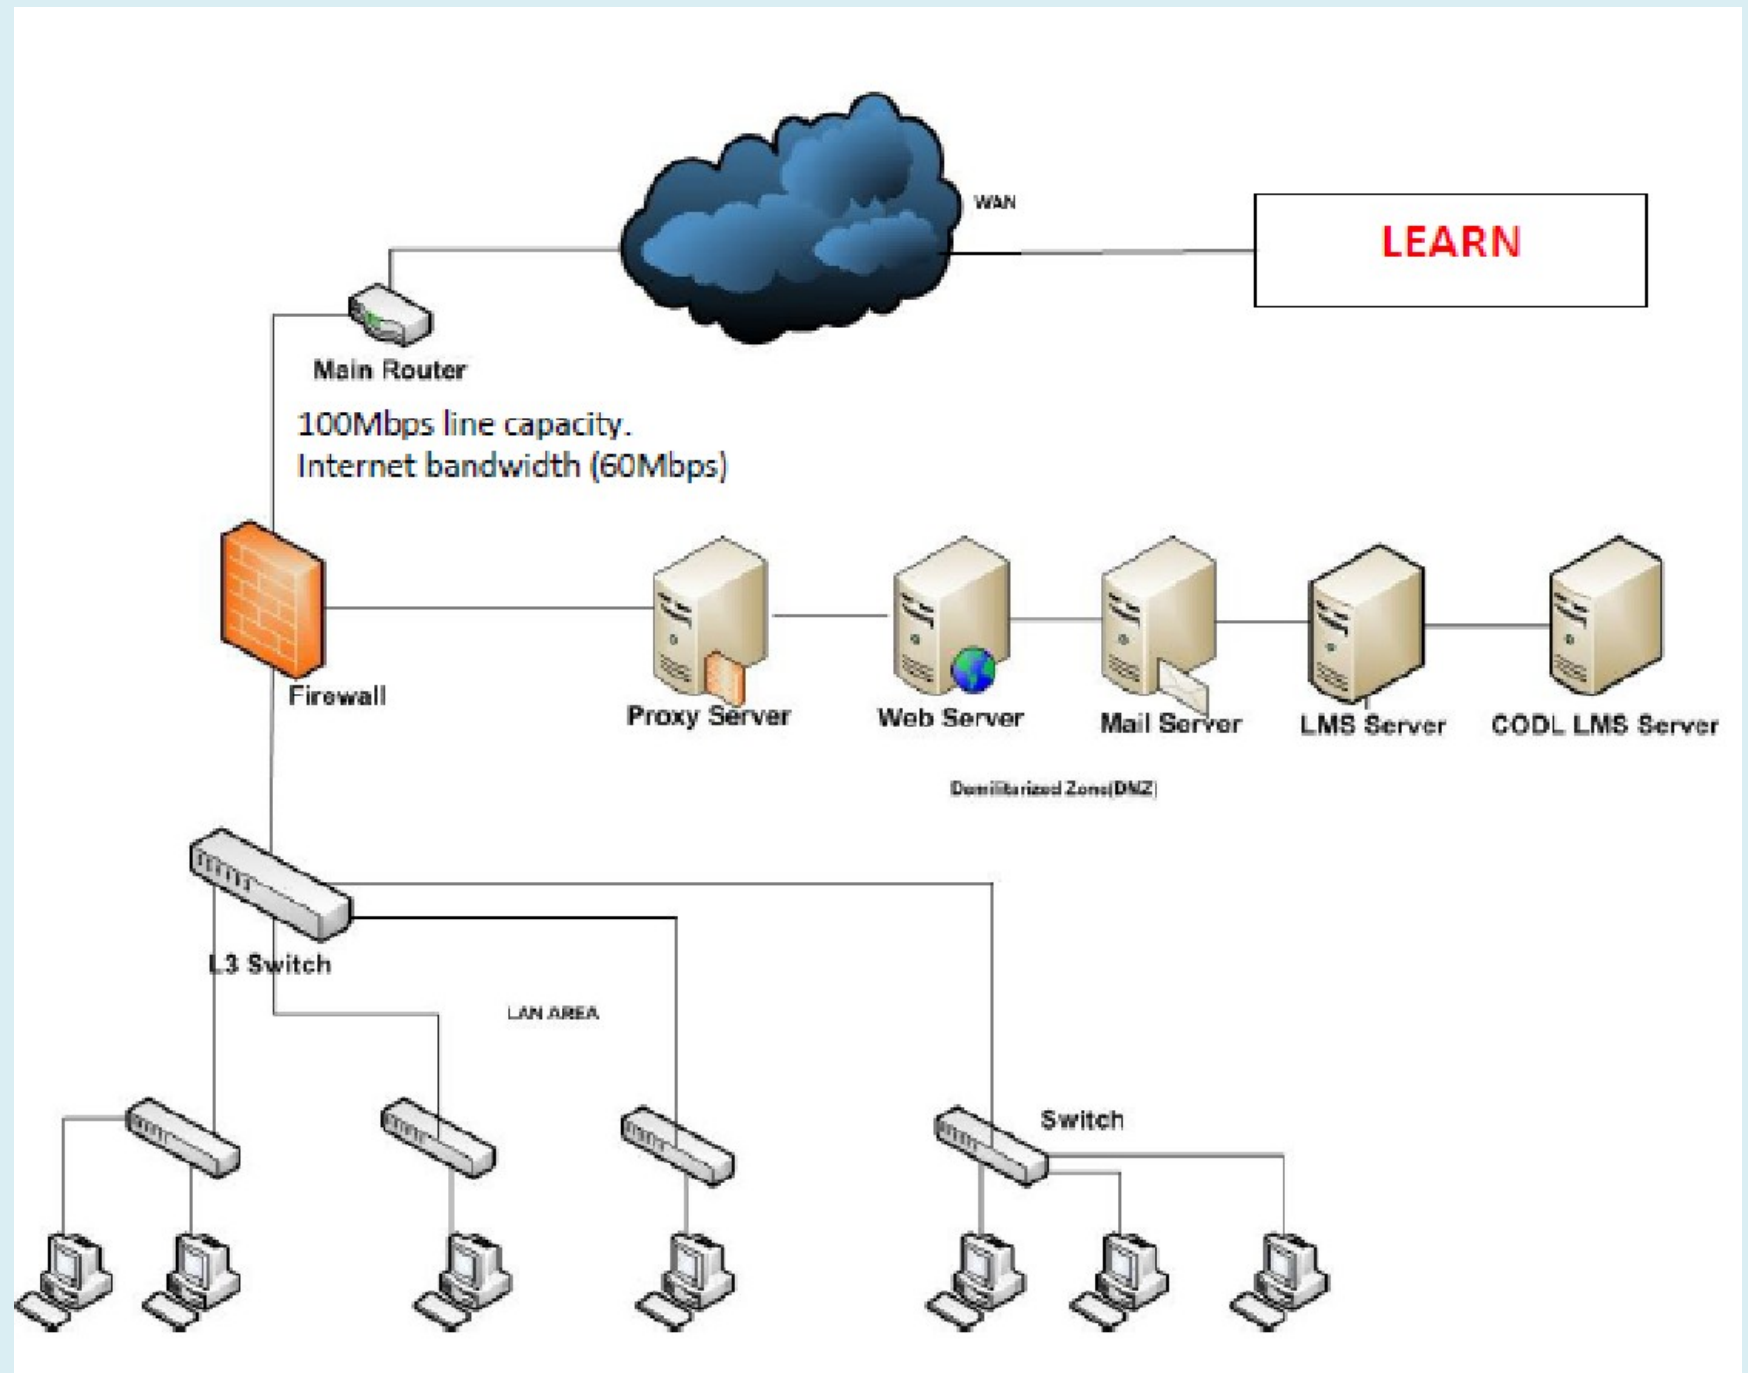 WAN
LEARN
Main Router
100Mbps line capacity.
Internet bandwidth (60Mbps)
Firewall
Proxy Server
Web Server
Mail Server
LMS Server
CODL LMS Server
Demilitarized Zone(DMZ)
L3 Switch
LAN AREA
Switch